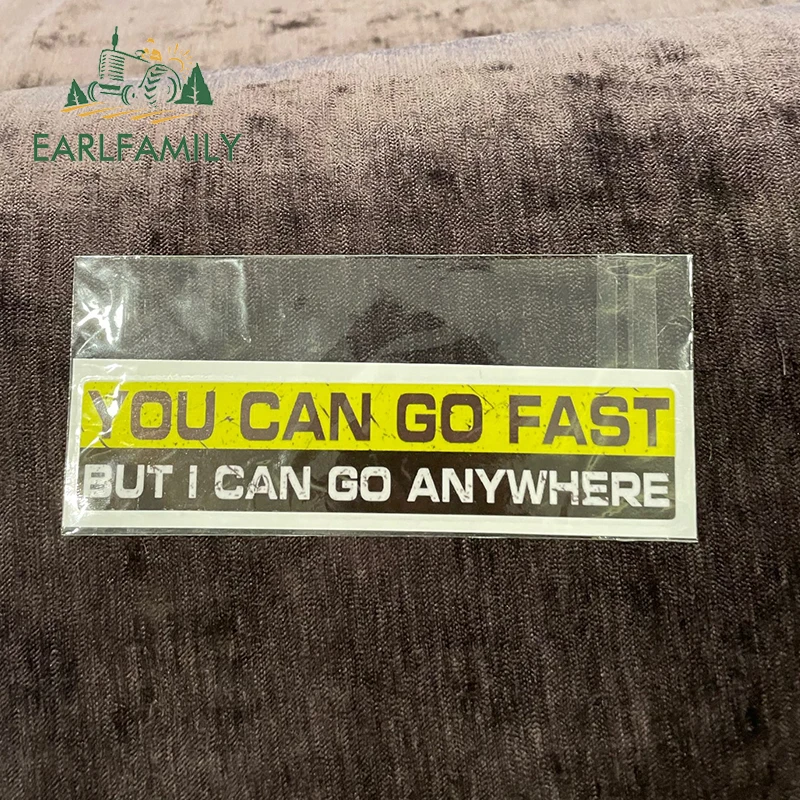 EARLFAMILY
YOU CAN GO FAST
BUT I CAN GO ANYWHERE